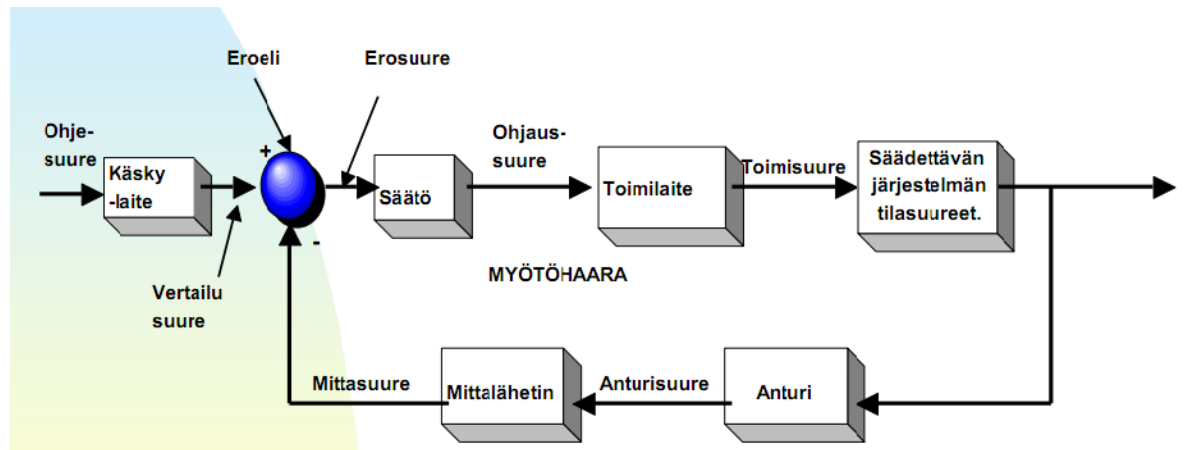 Eroeli
Erosuure
Ohje-
suure
+
Käsky
-laite
Säätö
Ohjaus-
suure
Toimilaite
Toimisuure
Säädettävän
järjestelmän
tilasuureet.
-
Vertailu
suure
MYÖTÖHAARA
Mittasuure
Mittalähetin
Anturisuure
Anturi